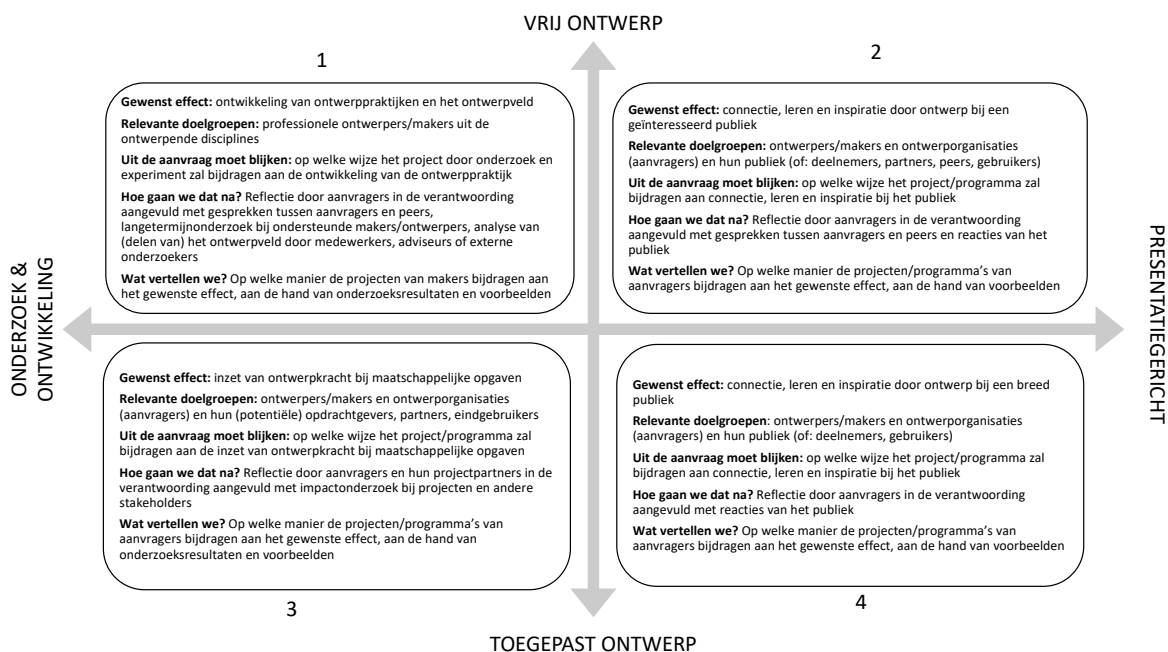 VRIJ ONTWERP
1
Gewenst effect: ontwikkeling van ontwerppraktijken en het ontwerpveld
Relevante doelgroepen: professionele ontwerpers/makers uit de
ontwerpende disciplines
Uit de aanvraag moet blijken: op welke wijze het project door onderzoek en
experiment zal bijdragen aan de ontwikkeling van de ontwerppraktijk
Hoe gaan we dat na? Reflectie door aanvragers in de verantwoording
aangevuld met gesprekken tussen aanvragers en peers,
langetermijnonderzoek bij ondersteunde makers/ontwerpers, analyse van
(delen van) het ontwerpveld door medewerkers, adviseurs of externe
onderzoekers
Wat vertellen we? Op welke manier de projecten van makers bijdragen aan
het gewenste effect, aan de hand van onderzoeksresultaten en voorbeelden
2
Gewenst effect: connectie, leren en inspiratie door ontwerp bij een
geïnteresseerd publiek
Relevante doelgroepen: ontwerpers/makers en ontwerporganisaties
(aanvragers) en hun publiek (of: deelnemers, partners, peers, gebruikers)
Uit de aanvraag moet blijken: op welke wijze het project/programma zal
bijdragen aan connectie, leren en inspiratie bij het publiek
Hoe gaan we dat na? Reflectie door aanvragers in de verantwoording
aangevuld met gesprekken tussen aanvragers en peers en reacties van het
publiek
Wat vertellen we? Op welke manier de projecten/programma's van
aanvragers bijdragen aan het gewenste effect, aan de hand van voorbeelden
ONDERZOEK &
ONTWIKKELING
PRESENTATIEGERICHT
Gewenst effect: inzet van ontwerpkracht bij maatschappelijke opgaven
Relevante doelgroepen: ontwerpers/makers en ontwerporganisaties
(aanvragers) en hun (potentiële) opdrachtgevers, partners, eindgebruikers
Uit de aanvraag moet blijken: op welke wijze het project/programma zal
bijdragen aan de inzet van ontwerpkracht bij maatschappelijke opgaven
Hoe gaan we dat na? Reflectie door aanvragers en hun projectpartners in de
verantwoording aangevuld met impactonderzoek bij projecten en andere
stakeholders
Wat vertellen we? Op welke manier de projecten/programma's van
aanvragers bijdragen aan het gewenste effect, aan de hand van
onderzoeksresultaten en voorbeelden
3
Gewenst effect: connectie, leren en inspiratie door ontwerp bij een breed
publiek
Relevante doelgroepen: ontwerpers/makers en ontwerporganisaties
(aanvragers) en hun publiek (of: deelnemers, gebruikers)
Uit de aanvraag moet blijken: op welke wijze het project/programma zal
bijdragen aan connectie, leren en inspiratie bij het publiek
Hoe gaan we dat na? Reflectie door aanvragers in de verantwoording
aangevuld met reacties van het publiek
Wat vertellen we? Op welke manier de projecten/programma's van
aanvragers bijdragen aan het gewenste effect, aan de hand van voorbeelden
4
TOEGEPAST ONTWERP